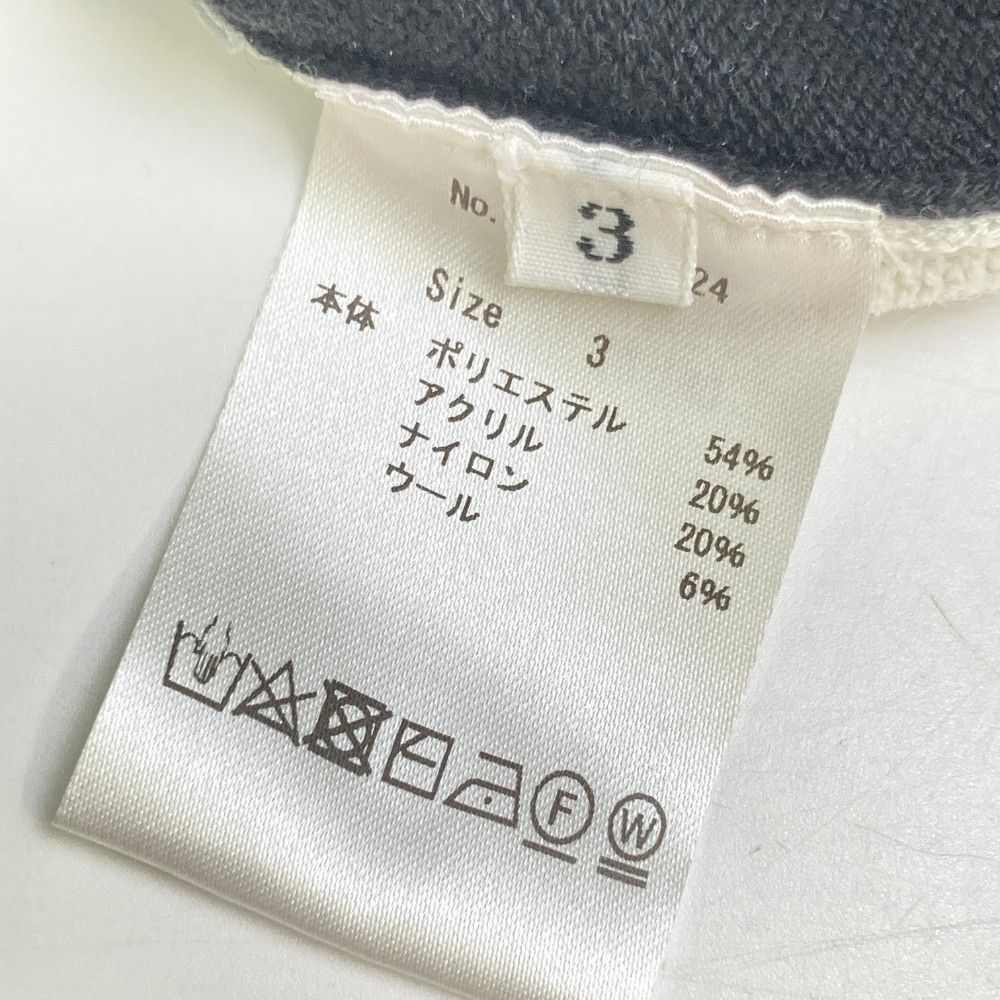 3
No. 24
Size 3
本体 ポリエステル 54%
アクリル 20%
ナイロン 20%
ウール 6%
F
W